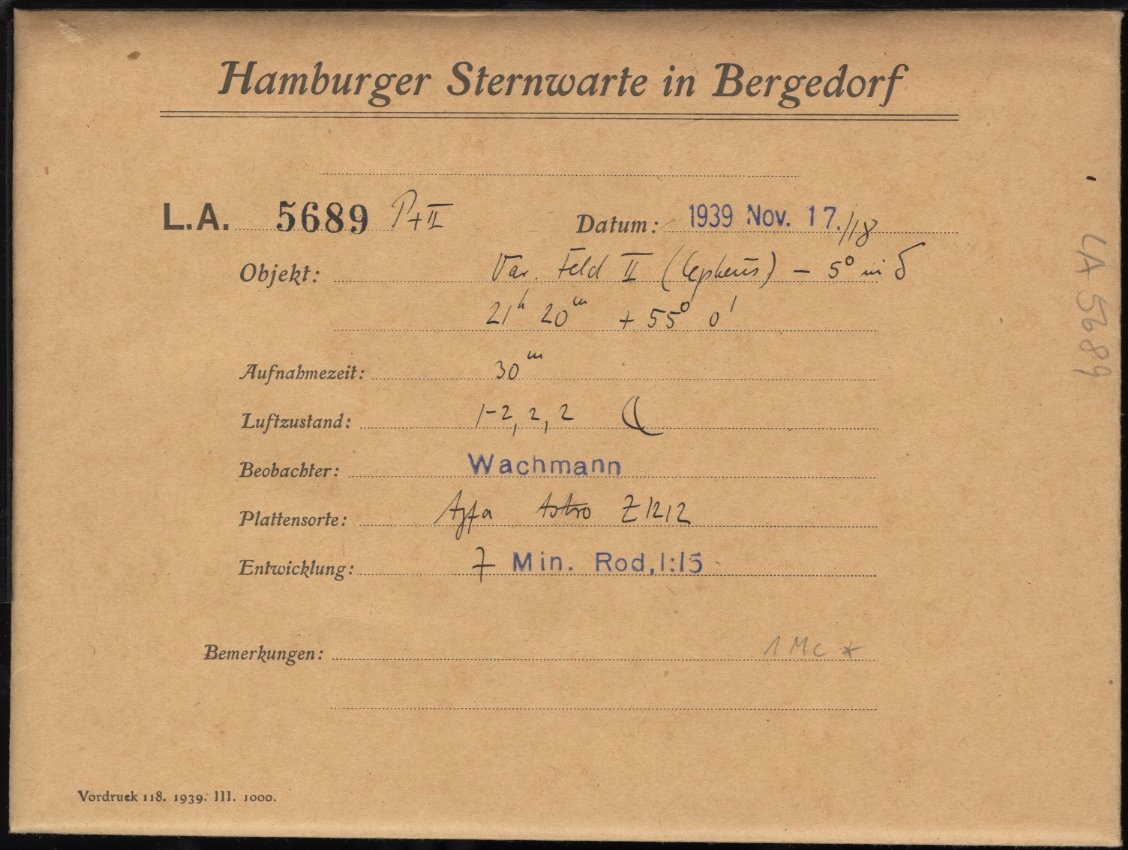 Hamburger Sternwarte in Bergedorf
L.A. 5689 P+II Datum: 1939 Nov. 17./18
Objekt: Var. Feld II (Cepheus) – 5° in δ
21ʰ 20ᵐ + 55° 0'
Aufnahmezeit: 30ᵐ
Luftzustand: 1-2, 2, 2
Beobachter: Wachmann
Plattensorte: Agfa Astro Z 1212
Entwicklung: 7 Min. Rod, 1:15
Bemerkungen: 1 Mc *
Vordruck 118. 1939. III. 1000.
LA 5689